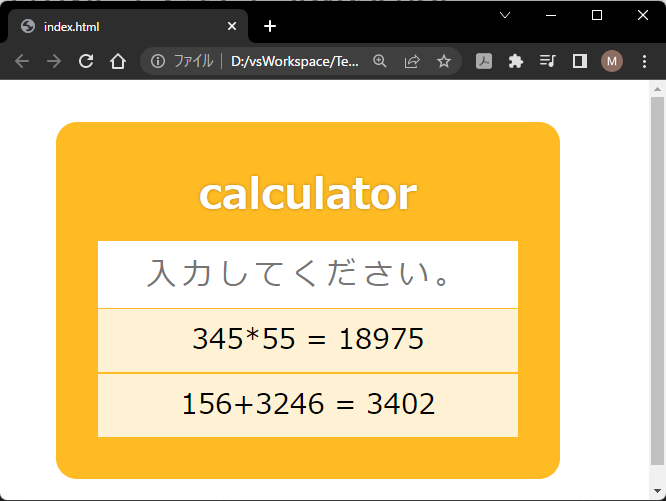 index.html
ファイル D:/vsWorkspace/Te...
M
calculator
入力してください。
345*55 = 18975
156+3246 = 3402